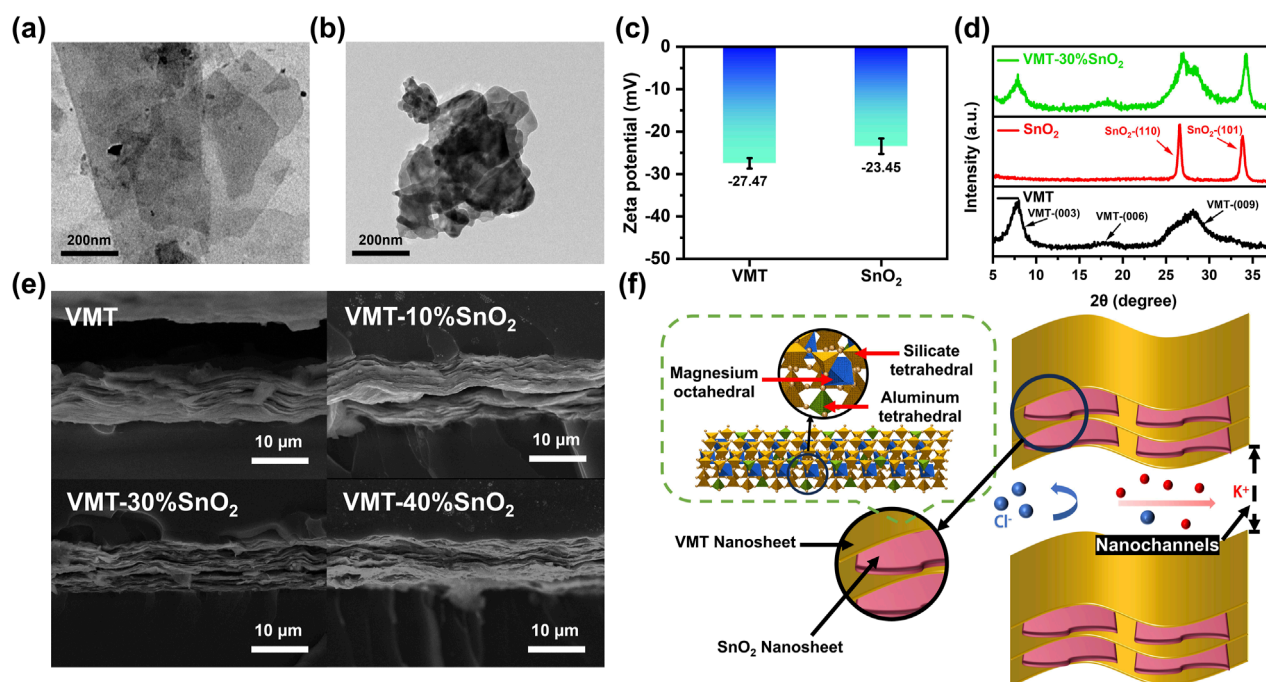 (a)
200nm
(b)
200nm
(c)
Zeta potential (mV)
0
-10
-20
-30
-40
-50
-27.47
-23.45
VMT
SnO₂
(d)
Intensity (a.u.)
VMT-30%SnO₂
SnO₂
SnO₂-(110)
SnO₂-(101)
VMT
VMT-(003)
VMT-(006)
VMT-(009)
5 10 15 20 25 30 35
2θ (degree)
(e)
VMT
10 μm
VMT-10%SnO₂
10 μm
VMT-30%SnO₂
10 μm
VMT-40%SnO₂
10 μm
(f)
Magnesium
octahedral
Silicate
tetrahedral
Aluminum
tetrahedral
VMT Nanosheet
SnO₂ Nanosheet
Cl⁻
K⁺
Nanochannels